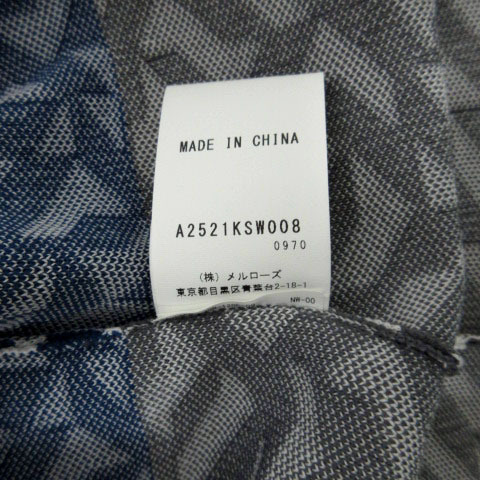 MADE IN CHINA
A2521KSW008
0970
(株) メルローズ
東京都目黒区青葉台2-18-1
NW-00